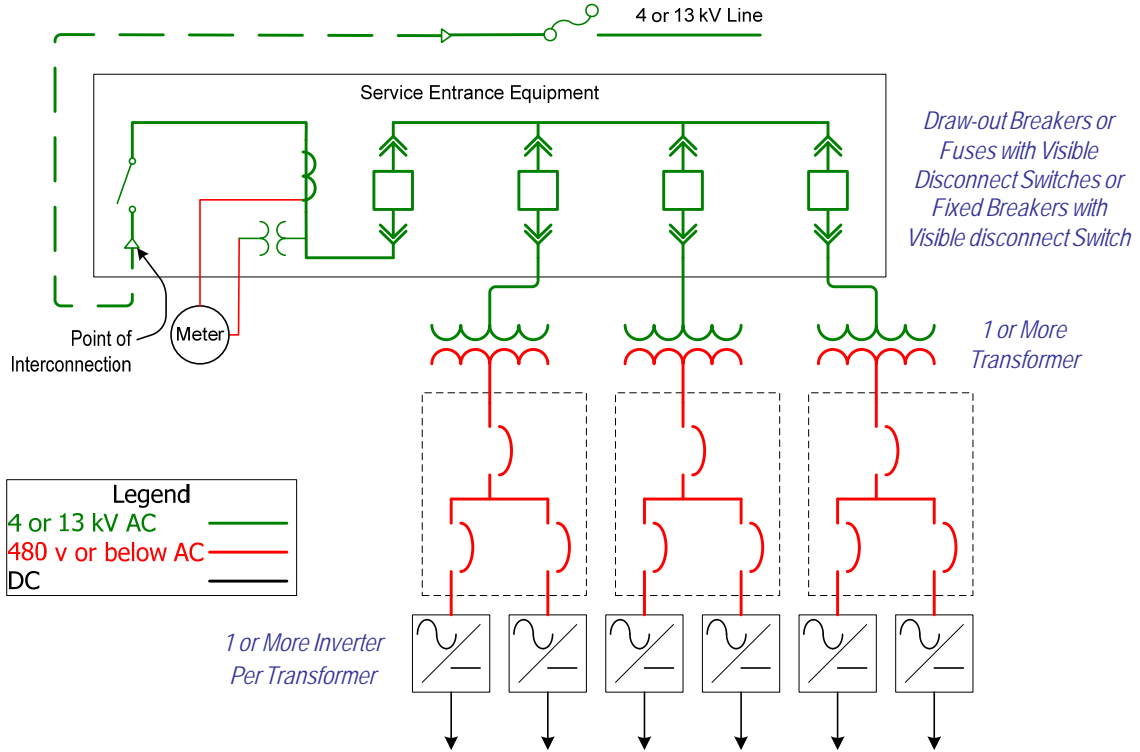 4 or 13 kV Line
Service Entrance Equipment
Draw-out Breakers or
Fuses with Visible
Disconnect Switches or
Fixed Breakers with
Visible disconnect Switch
Point of
Interconnection
Meter
1 or More
Transformer
Legend
4 or 13 kV AC
480 v or below AC
DC
1 or More Inverter
Per Transformer